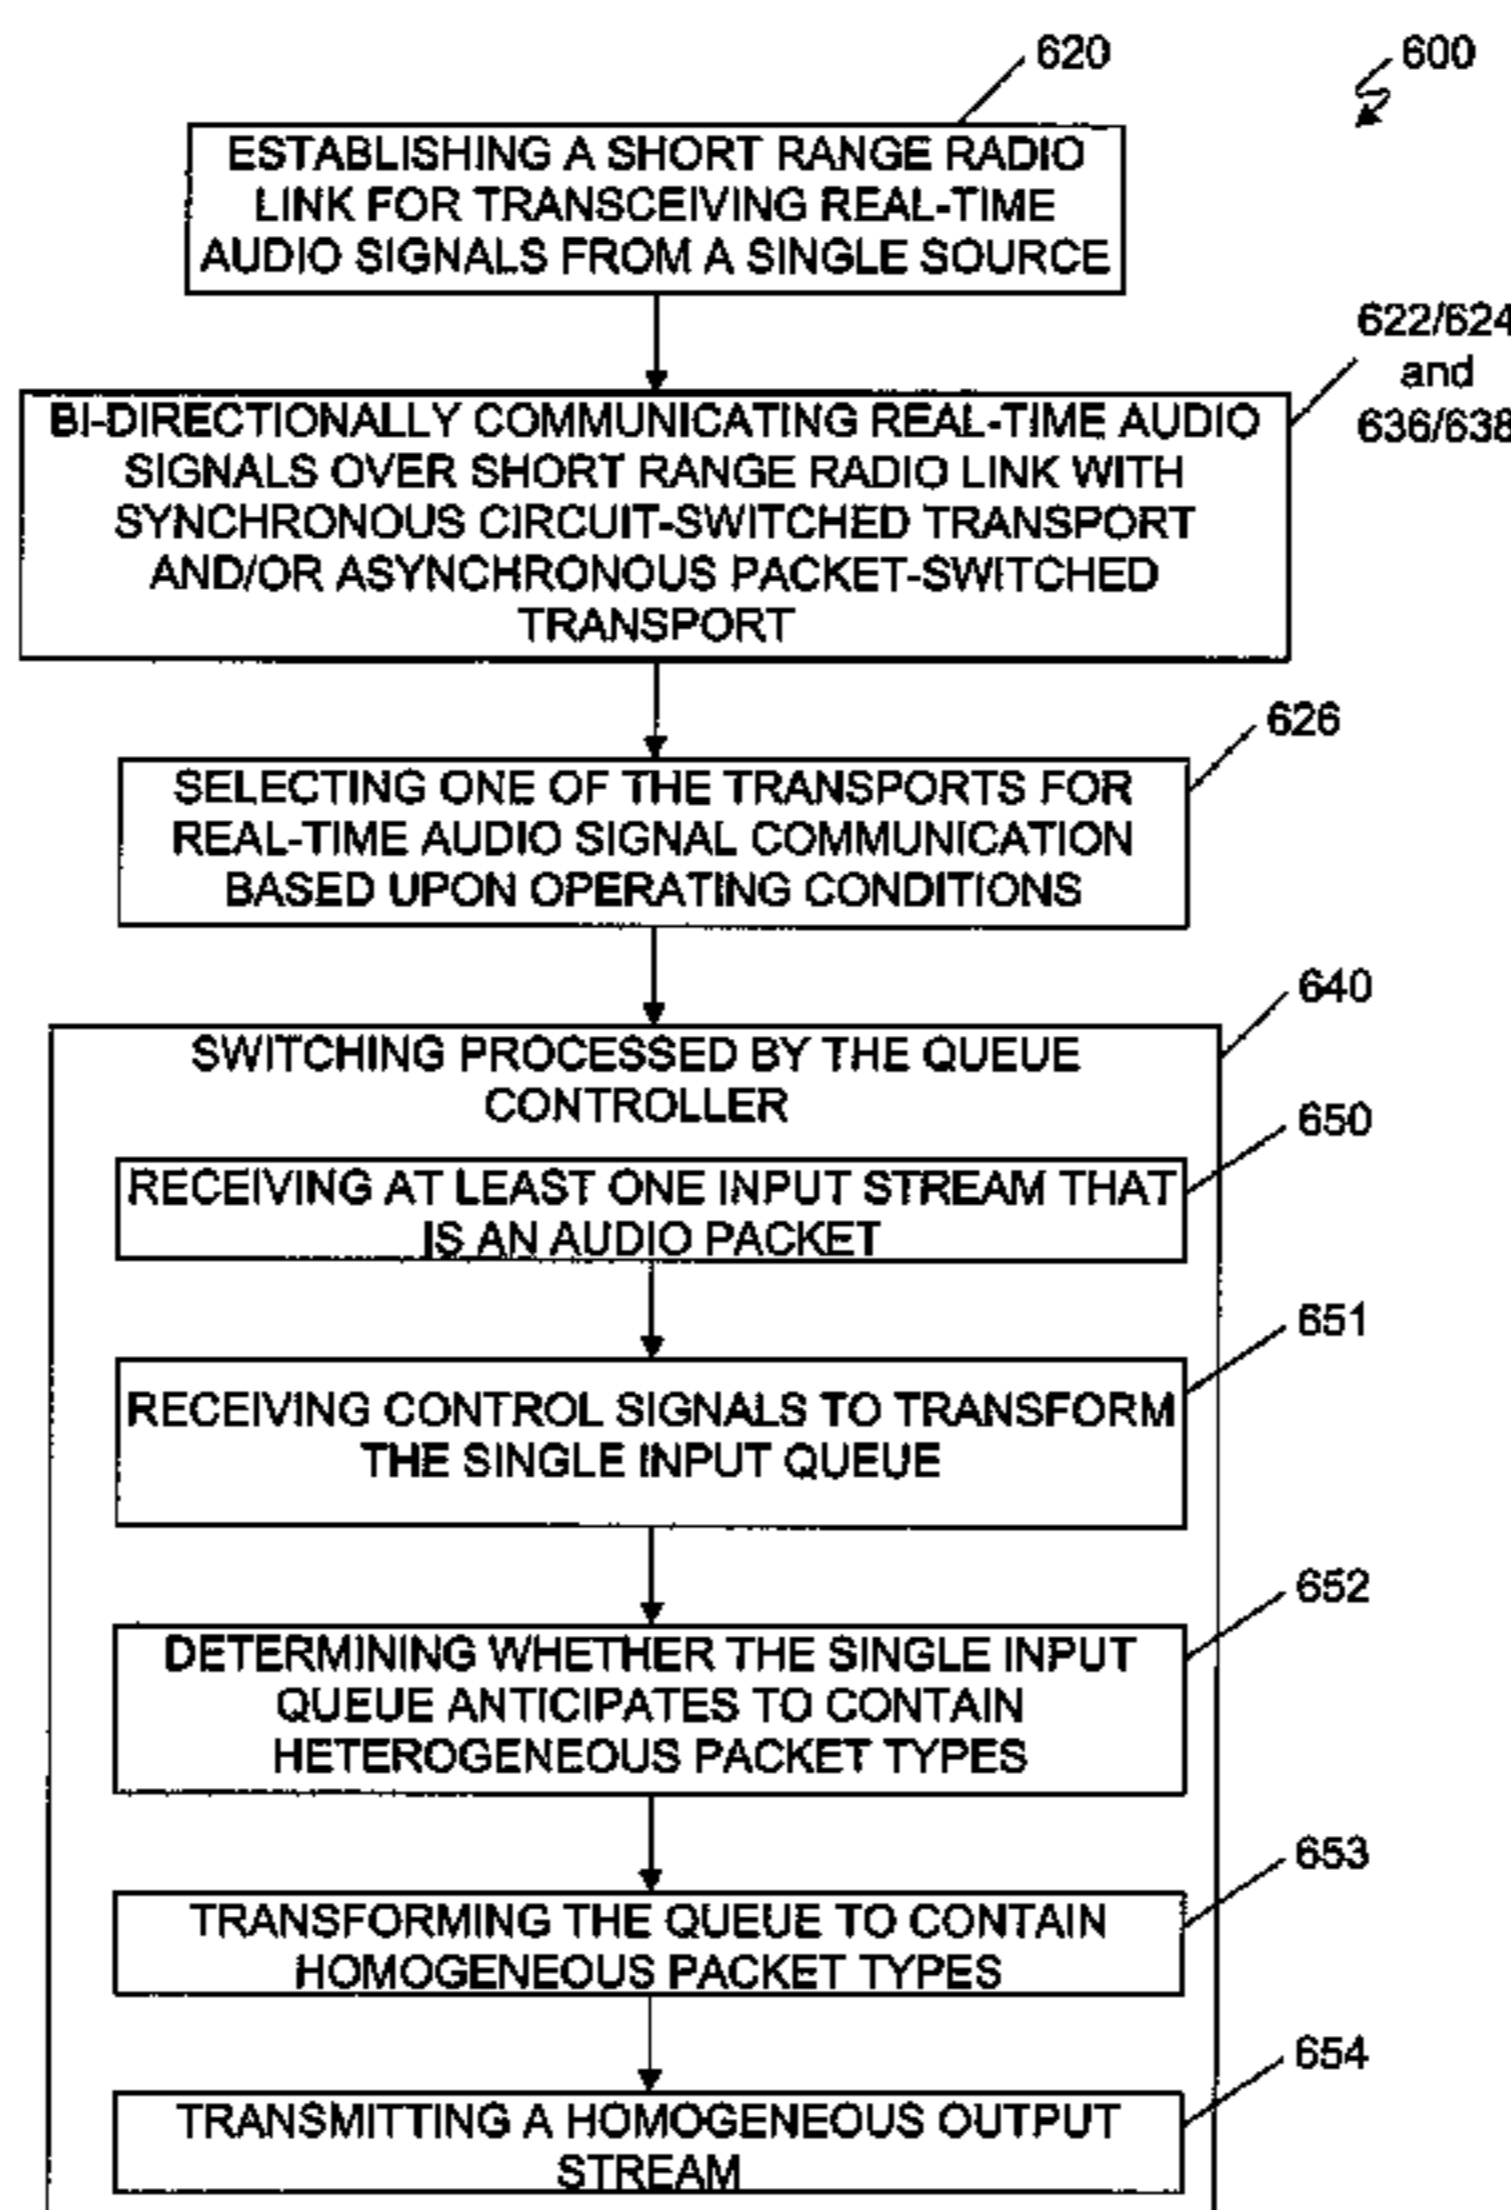 620
600
ESTABLISHING A SHORT RANGE RADIO
LINK FOR TRANSCEIVING REAL-TIME
AUDIO SIGNALS FROM A SINGLE SOURCE
622/624
and
636/638
BI-DIRECTIONALLY COMMUNICATING REAL-TIME AUDIO
SIGNALS OVER SHORT RANGE RADIO LINK WITH
SYNCHRONOUS CIRCUIT-SWITCHED TRANSPORT
AND/OR ASYNCHRONOUS PACKET-SWITCHED
TRANSPORT
626
SELECTING ONE OF THE TRANSPORTS FOR
REAL-TIME AUDIO SIGNAL COMMUNICATION
BASED UPON OPERATING CONDITIONS
640
SWITCHING PROCESSED BY THE QUEUE
CONTROLLER
650
RECEIVING AT LEAST ONE INPUT STREAM THAT
IS AN AUDIO PACKET
651
RECEIVING CONTROL SIGNALS TO TRANSFORM
THE SINGLE INPUT QUEUE
652
DETERMINING WHETHER THE SINGLE INPUT
QUEUE ANTICIPATES TO CONTAIN
HETEROGENEOUS PACKET TYPES
653
TRANSFORMING THE QUEUE TO CONTAIN
HOMOGENEOUS PACKET TYPES
654
TRANSMITTING A HOMOGENEOUS OUTPUT
STREAM